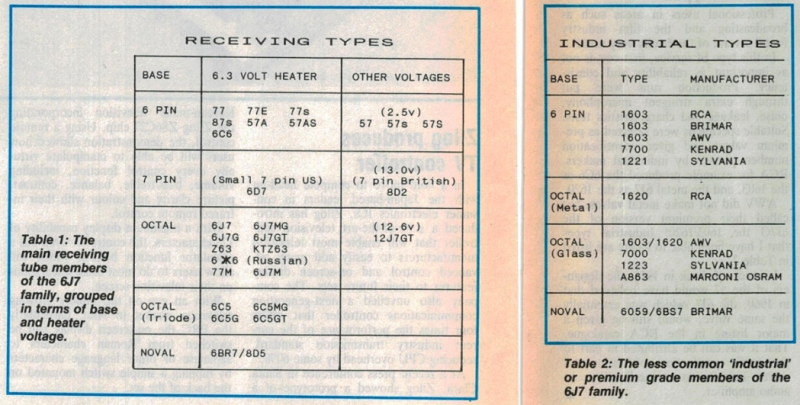 RECEIVING TYPES
BASE 6.3 VOLT HEATER OTHER VOLTAGES
6 PIN 77 77E 77s (2.5v)
87s 57A 57AS 57 57s 57S
6C6
(13.0v)
7 PIN (Small 7 pin US) (7 pin British)
6D7 8D2
OCTAL 6J7 6J7MG (12.6v)
6J7G 6J7GT 12J7GT
Z63 KTZ63
6Ж6 (Russian)
77M 6J7M
OCTAL 6C5 6C5MG
(Triode) 6C5G 6C5GT
NOVAL 6BR7/8D5
Table 1: The
main receiving
tube members
of the 6J7
family, grouped
in terms of base
and heater
voltage.
INDUSTRIAL TYPES
BASE TYPE MANUFACTURER
6 PIN 1603 RCA
1603 BRIMAR
1603 AWV
7700 KENRAD
1221 SYLVANIA
OCTAL 1620 RCA
(Metal)
OCTAL 1603/1620 AWV
(Glass) 7000 KENRAD
1223 SYLVANIA
A863 MARCONI OSRAM
NOVAL 6059/6BS7 BRIMAR
Table 2: The less common 'industrial'
or premium grade members of the
6J7 family.